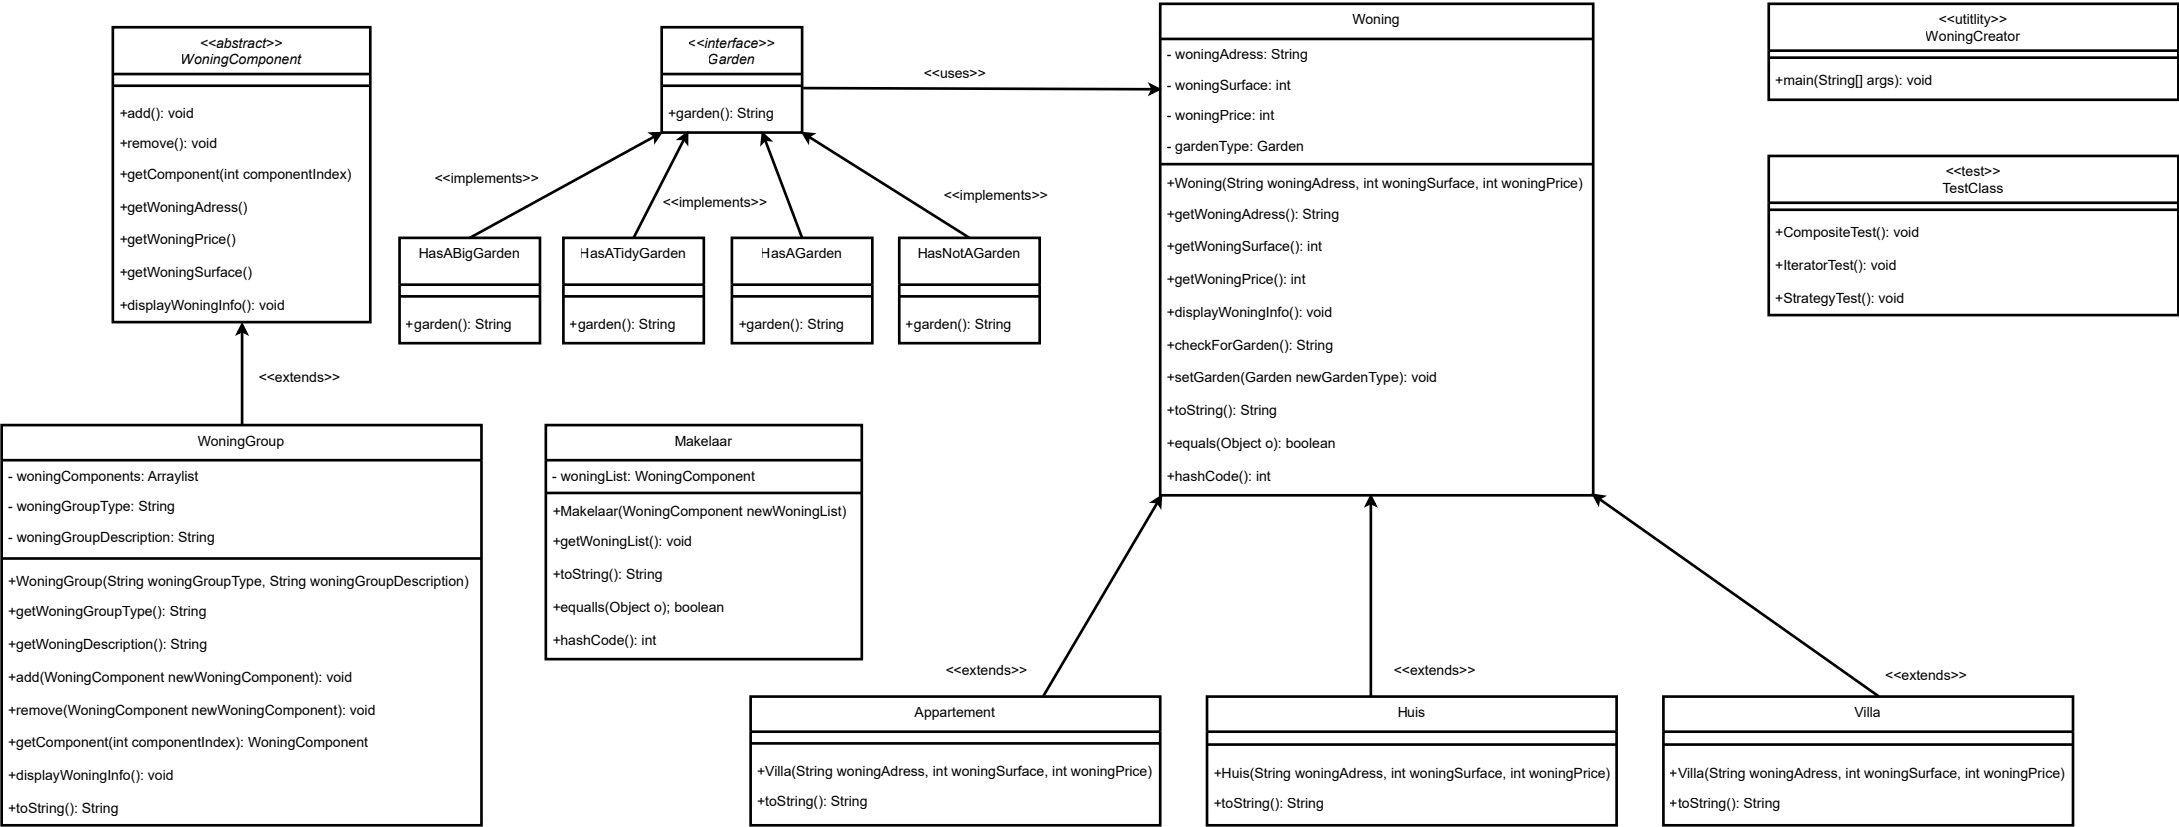 <<abstract>>
WoningComponent
+add(): void
+remove(): void
+getComponent(int componentIndex)
+getWoningAdress()
+getWoningPrice()
+getWoningSurface()
+displayWoningInfo(): void
<<extends>>
WoningGroup
- woningComponents: Arraylist
- woningGroupType: String
- woningGroupDescription: String
+WoningGroup(String woningGroupType, String woningGroupDescription)
+getWoningGroupType(): String
+getWoningDescription(): String
+add(WoningComponent newWoningComponent): void
+remove(WoningComponent newWoningComponent): void
+getComponent(int componentIndex): WoningComponent
+displayWoningInfo(): void
+toString(): String
<<interface>>
Garden
+garden(): String
<<uses>>
<<implements>>
<<implements>>
<<implements>>
HasABigGarden
+garden(): String
HasATidyGarden
+garden(): String
HasAGarden
+garden(): String
HasNotAGarden
+garden(): String
Makelaar
- woningList: WoningComponent
+Makelaar(WoningComponent newWoningList)
+getWoningList(): void
+toString(): String
+equalls(Object o); boolean
+hashCode(): int
Woning
- woningAdress: String
- woningSurface: int
- woningPrice: int
- gardenType: Garden
+Woning(String woningAdress, int woningSurface, int woningPrice)
+getWoningAdress(): String
+getWoningSurface(): int
+getWoningPrice(): int
+displayWoningInfo(): void
+checkForGarden(): String
+setGarden(Garden newGardenType): void
+toString(): String
+equals(Object o): boolean
+hashCode(): int
<<extends>>
<<extends>>
<<extends>>
Appartement
+Villa(String woningAdress, int woningSurface, int woningPrice)
+toString(): String
Huis
+Huis(String woningAdress, int woningSurface, int woningPrice)
+toString(): String
Villa
+Villa(String woningAdress, int woningSurface, int woningPrice)
+toString(): String
<<utitlity>>
WoningCreator
+main(String[] args): void
<<test>>
TestClass
+CompositeTest(): void
+IteratorTest(): void
+StrategyTest(): void